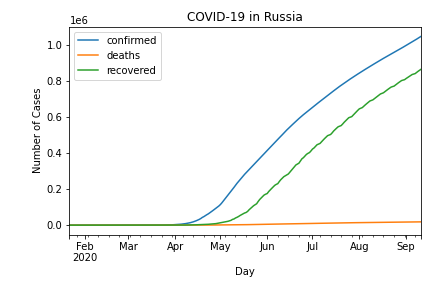 COVID-19 in Russia
1e6
confirmed
deaths
recovered
Number of Cases
1.0
0.8
0.6
0.4
0.2
0.0
Feb Mar Apr May Jun Jul Aug Sep
2020
Day